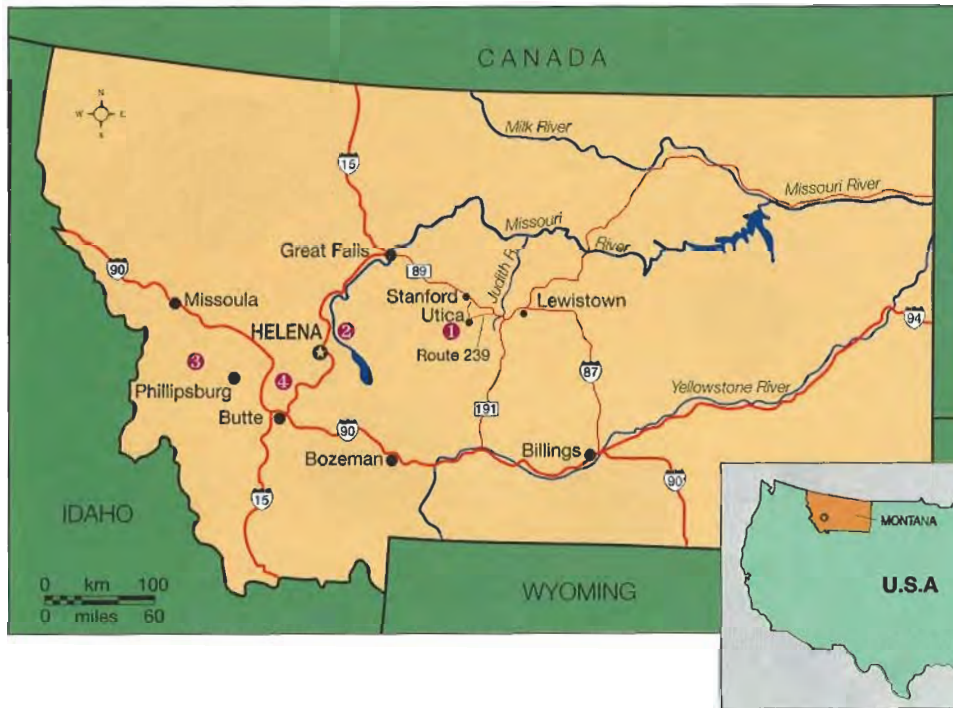 CANADA
N
W E
S
Milk River
15
Missouri River
Missouri
River
Great Falls
89
Judith R.
90
Missoula
Stanford
Lewistown
Utica
HELENA
2
1
94
Route 239
3
87
Phillipsburg
4
Yellowstone River
191
Butte
90
Bozeman
Billings
90
15
IDAHO
MONTANA
0 km 100
0 miles 60
WYOMING
U.S.A